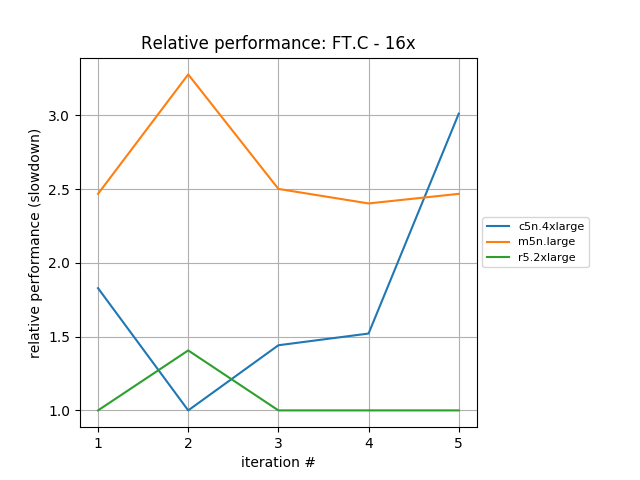 Relative performance: FT.C - 16x
relative performance (slowdown)
3.0
2.5
2.0
1.5
1.0
1 2 3 4 5
iteration #
c5n.4xlarge
m5n.large
r5.2xlarge